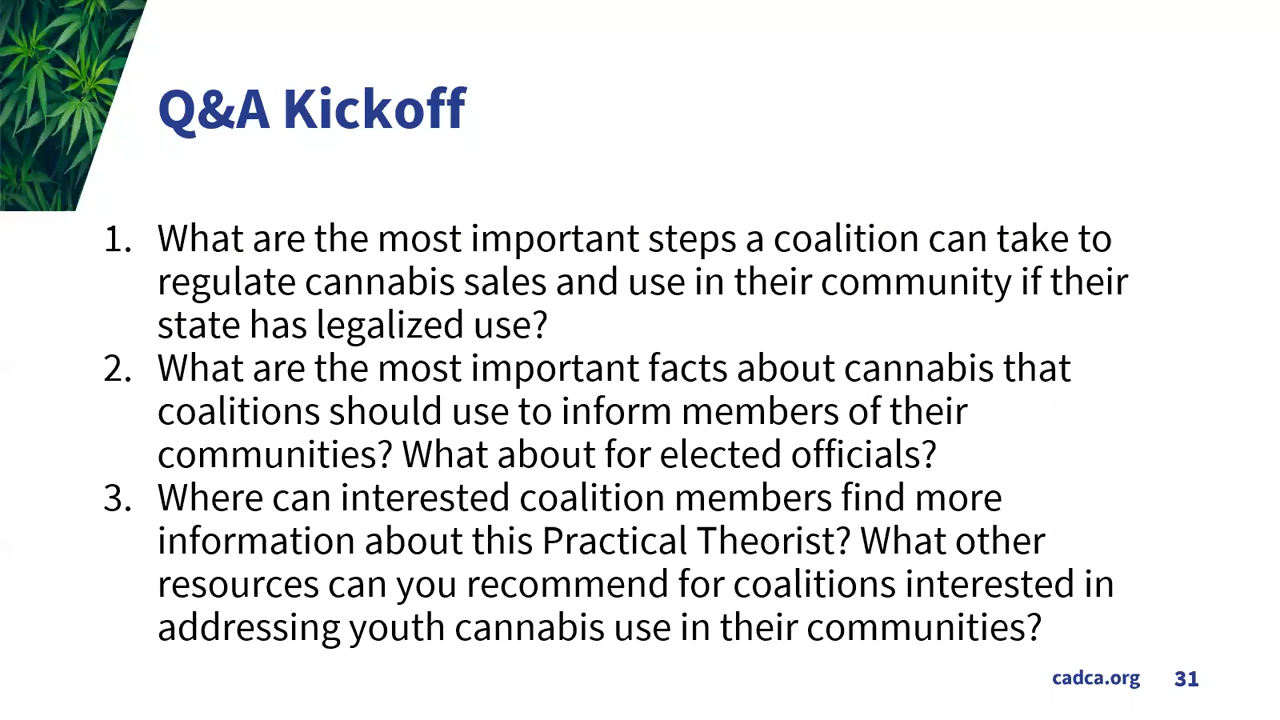 Q&A Kickoff
1. What are the most important steps a coalition can take to
regulate cannabis sales and use in their community if their
state has legalized use?
2. What are the most important facts about cannabis that
coalitions should use to inform members of their
communities? What about for elected officials?
3. Where can interested coalition members find more
information about this Practical Theorist? What other
resources can you recommend for coalitions interested in
addressing youth cannabis use in their communities?
cadca.org 31